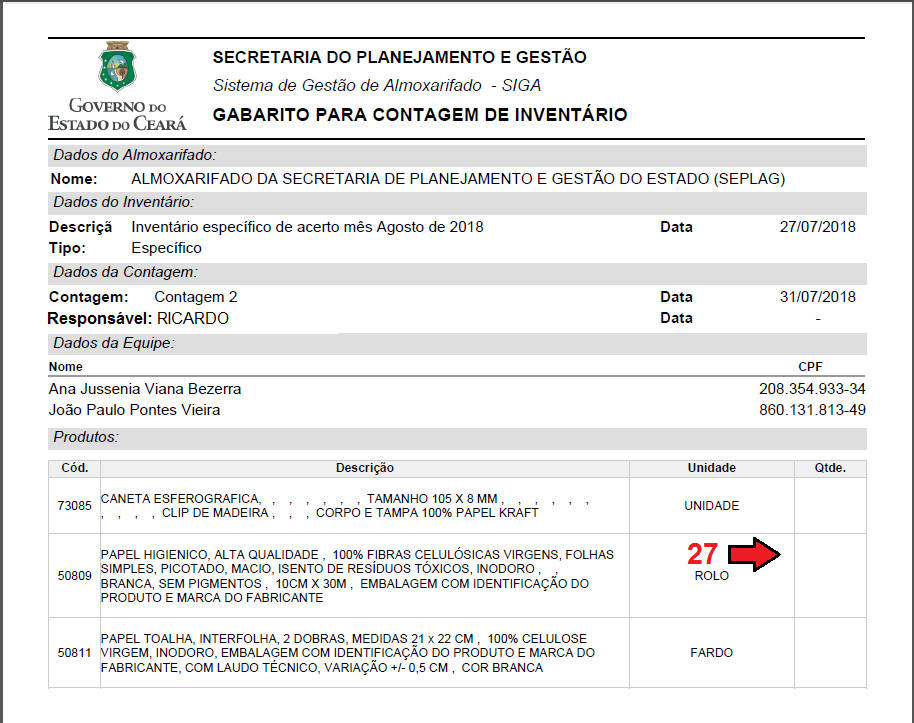 GOVERNO DO
ESTADO DO CEARÁ
SECRETARIA DO PLANEJAMENTO E GESTÃO
Sistema de Gestão de Almoxarifado - SIGA
GABARITO PARA CONTAGEM DE INVENTÁRIO
Dados do Almoxarifado:
Nome: ALMOXARIFADO DA SECRETARIA DE PLANEJAMENTO E GESTÃO DO ESTADO (SEPLAG)
Dados do Inventário:
Descriçã Inventário específico de acerto mês Agosto de 2018 Data 27/07/2018
Tipo: Específico
Dados da Contagem:
Contagem: Contagem 2 Data 31/07/2018
Responsável: RICARDO Data -
Dados da Equipe:
Nome CPF
Ana Jussenia Viana Bezerra 208.354.933-34
João Paulo Pontes Vieira 860.131.813-49
Produtos:
Cód. Descrição Unidade Qtde.
73085 CANETA ESFEROGRAFICA, , , , , , , TAMANHO 105 X 8 MM , , , , , , ,
, , , , CLIP DE MADEIRA , , , CORPO E TAMPA 100% PAPEL KRAFT UNIDADE
50809 PAPEL HIGIENICO, ALTA QUALIDADE , 100% FIBRAS CELULÓSICAS VIRGENS, FOLHAS
SIMPLES, PICOTADO, MACIO, ISENTO DE RESÍDUOS TÓXICOS, INODORO , ,
BRANCA, SEM PIGMENTOS , 10CM X 30M , EMBALAGEM COM IDENTIFICAÇÃO DO
PRODUTO E MARCA DO FABRICANTE
27
ROLO
50811 PAPEL TOALHA, INTERFOLHA, 2 DOBRAS, MEDIDAS 21 x 22 CM , 100% CELULOSE
VIRGEM, INODORO, EMBALAGEM COM IDENTIFICAÇÃO DO PRODUTO E MARCA DO
FABRICANTE, COM LAUDO TÉCNICO, VARIAÇÃO +/- 0,5 CM , COR BRANCA
FARDO